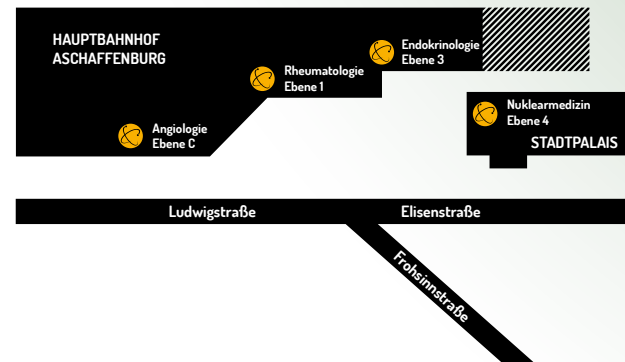 HAUPTBAHNHOF
ASCHAFFENBURG
Endokrinologie
Ebene 3
Rheumatologie
Ebene 1
Angiologie
Ebene C
Nuklearmedizin
Ebene 4
STADTPALAIS
Ludwigstraße
Elisenstraße
Frohsinnstraße